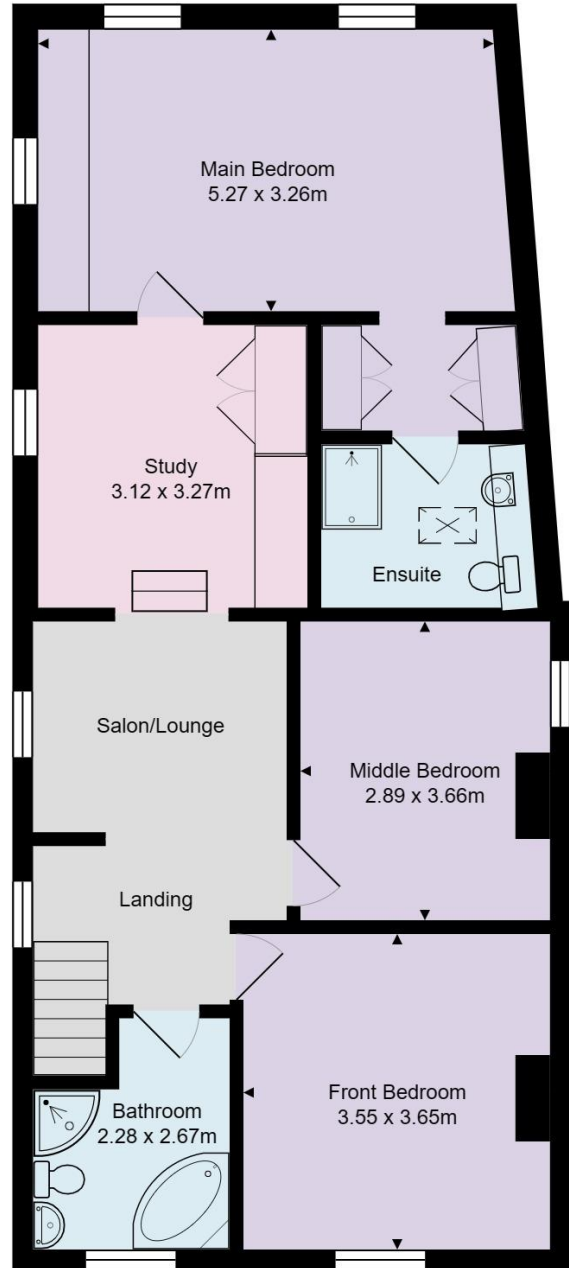 Main Bedroom
5.27 x 3.26m
Study
3.12 x 3.27m
Ensuite
Salon/Lounge
Middle Bedroom
2.89 x 3.66m
Landing
Front Bedroom
3.55 x 3.65m
Bathroom
2.28 x 2.67m